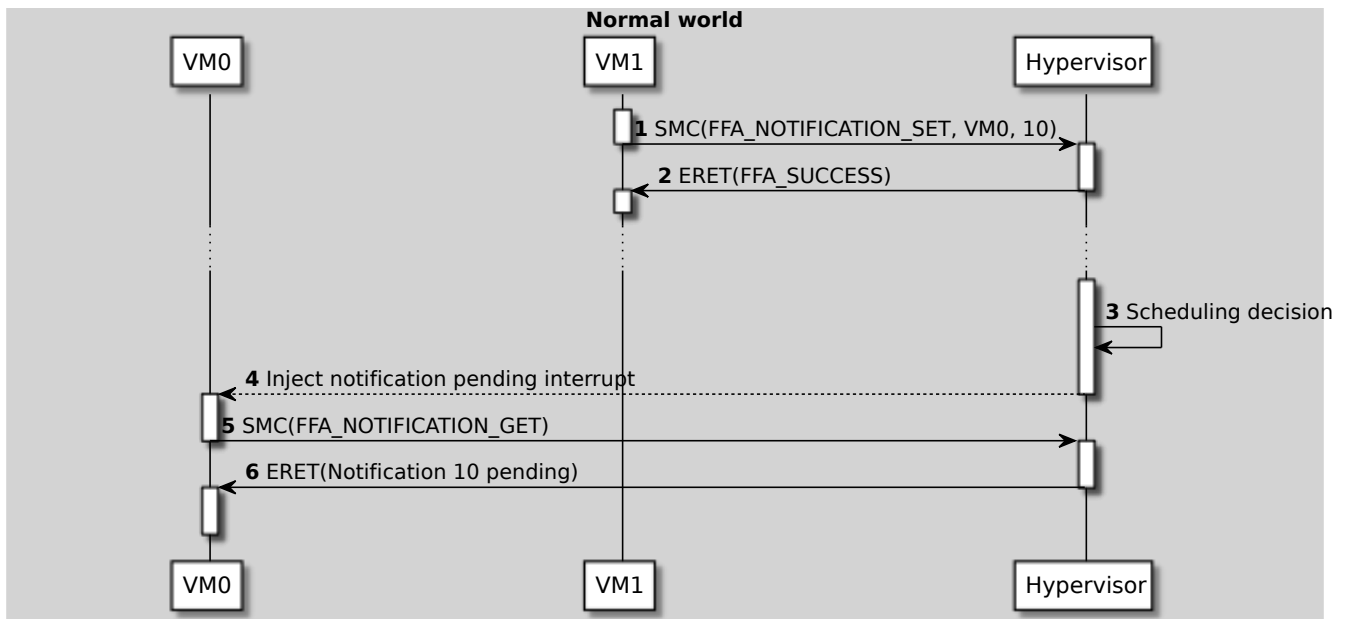 Normal world
VM0
VM1
Hypervisor
1 SMC(FFA_NOTIFICATION_SET, VM0, 10)
2 ERET(FFA_SUCCESS)
3 Scheduling decision
4 Inject notification pending interrupt
5 SMC(FFA_NOTIFICATION_GET)
6 ERET(Notification 10 pending)
VM0
VM1
Hypervisor